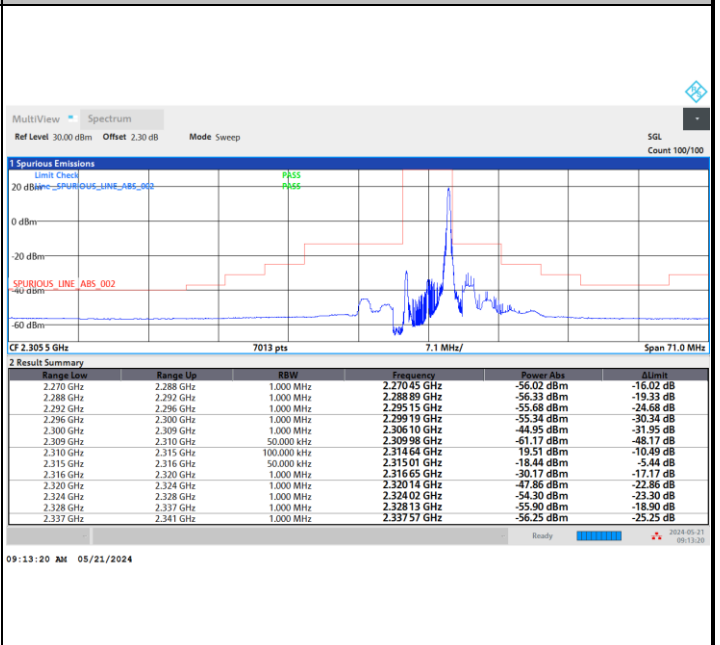 MultiView Spectrum
Ref Level 30.00 dBm Offset 2.30 dB Mode Sweep SGL
Count 100/100
1 Spurious Emissions
Limit Check PASS
20 dBm Line _SPURIOUS_LINE_ABS_002 PASS
0 dBm
-20 dBm
SPURIOUS_LINE_ABS_002
-40 dBm
-60 dBm
CF 2.305 5 GHz 7013 pts 7.1 MHz/ Span 71.0 MHz
2 Result Summary
Range Low Range Up RBW Frequency Power Abs ΔLimit
2.270 GHz 2.288 GHz 1.000 MHz 2.270 45 GHz -56.02 dBm -16.02 dB
2.288 GHz 2.292 GHz 1.000 MHz 2.288 89 GHz -56.33 dBm -19.33 dB
2.292 GHz 2.296 GHz 1.000 MHz 2.295 15 GHz -55.68 dBm -24.68 dB
2.296 GHz 2.300 GHz 1.000 MHz 2.299 19 GHz -55.34 dBm -30.34 dB
2.300 GHz 2.309 GHz 1.000 MHz 2.306 10 GHz -44.95 dBm -31.95 dB
2.309 GHz 2.310 GHz 50.000 kHz 2.309 98 GHz -61.17 dBm -48.17 dB
2.310 GHz 2.315 GHz 100.000 kHz 2.314 64 GHz 19.51 dBm -10.49 dB
2.315 GHz 2.316 GHz 50.000 kHz 2.315 01 GHz -18.44 dBm -5.44 dB
2.316 GHz 2.320 GHz 1.000 MHz 2.316 65 GHz -30.17 dBm -17.17 dB
2.320 GHz 2.324 GHz 1.000 MHz 2.320 14 GHz -47.86 dBm -22.86 dB
2.324 GHz 2.328 GHz 1.000 MHz 2.324 02 GHz -54.30 dBm -23.30 dB
2.328 GHz 2.337 GHz 1.000 MHz 2.328 13 GHz -55.90 dBm -18.90 dB
2.337 GHz 2.341 GHz 1.000 MHz 2.337 57 GHz -56.25 dBm -25.25 dB
Ready 2024-05-21
09:13:20
09:13:20 AM 05/21/2024